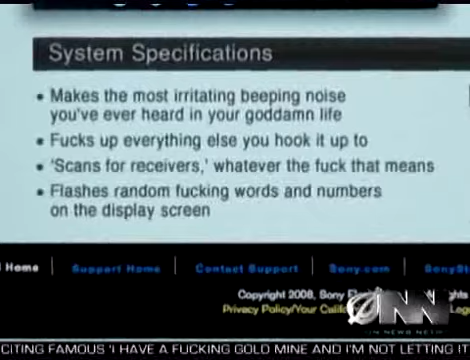 System Specifications
• Makes the most irritating beeping noise
you've ever heard in your goddamn life
• Fucks up everything else you hook it up to
• 'Scans for receivers,' whatever the fuck that means
• Flashes random fucking words and numbers
on the display screen
Home
Support Home
Contact Support
Sony.com
Copyright 2008, Sony
Privacy Policy/Your
ONN
NEWS NETW
CITING FAMOUS 'I HAVE A FUCKING GOLD MINE AND I'M NOT LETTING IT